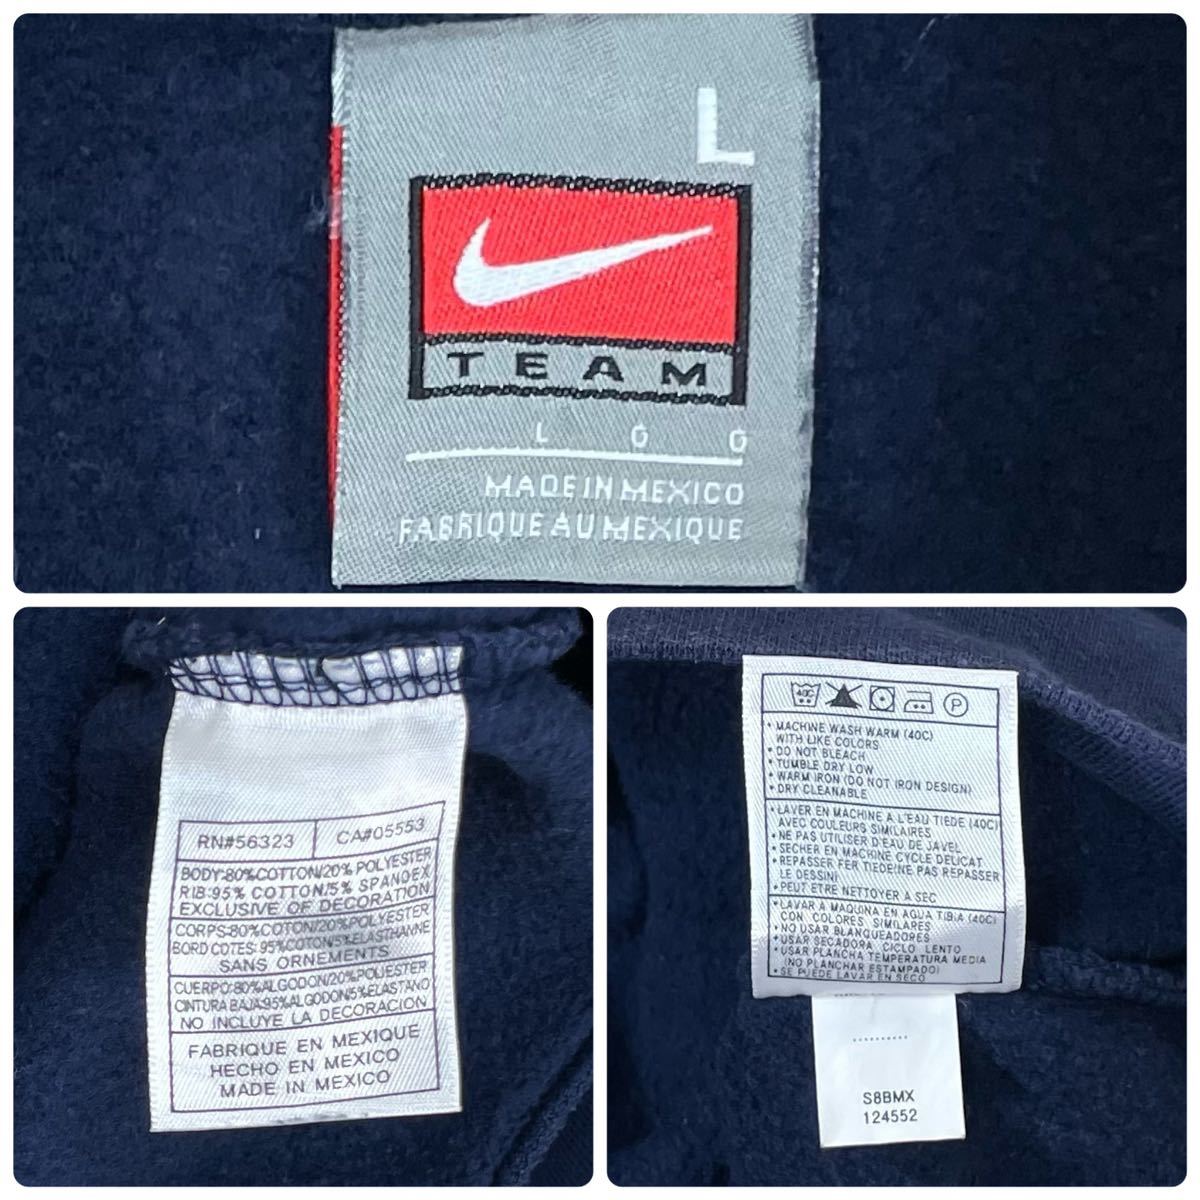 L
TEAM
L G G
MADE IN MEXICO
FABRIQUE AU MEXIQUE
RN#56323 CA#05553
BODY:80%COTTON/20% POLYESTER
RIB:95% COTTON/5% SPANDEX
EXCLUSIVE OF DECORATION
CORPS:80%COTON/20%POLYESTER
BORD COTES: 95%COTON/5%ELASTHANNE
SANS ORNEMENTS
CUERPO:80%ALGODON/20%POLIESTER
CINTURA BAJA:95%ALGODON/5%ELASTANO
NO INCLUYE LA DECORACION
FABRIQUE EN MEXIQUE
HECHO EN MEXICO
MADE IN MEXICO
40C P
• MACHINE WASH WARM (40C)
WITH LIKE COLORS
• DO NOT BLEACH
• TUMBLE DRY LOW
• WARM IRON (DO NOT IRON DESIGN)
• DRY CLEANABLE
• LAVER EN MACHINE A L'EAU TIEDE (40C)
AVEC COULEURS SIMILAIRES
• NE PAS UTILISER D'EAU DE JAVEL
• SECHER EN MACHINE CYCLE DELICAT
• REPASSER FER TIEDE(NE PAS REPASSER
LE DESSIN)
• PEUT ETRE NETTOYER A SEC
• LAVAR A MAQUINA EN AGUA TIBIA (40C)
CON COLORES SIMILARES
• NO USAR BLANQUEADORES
• USAR SECADORA CICLO LENTO
• USAR PLANCHA TEMPERATURA MEDIA
(NO PLANCHAR ESTAMPADO)
• SE PUEDE LAVAR EN SECO
S8BMX
124552